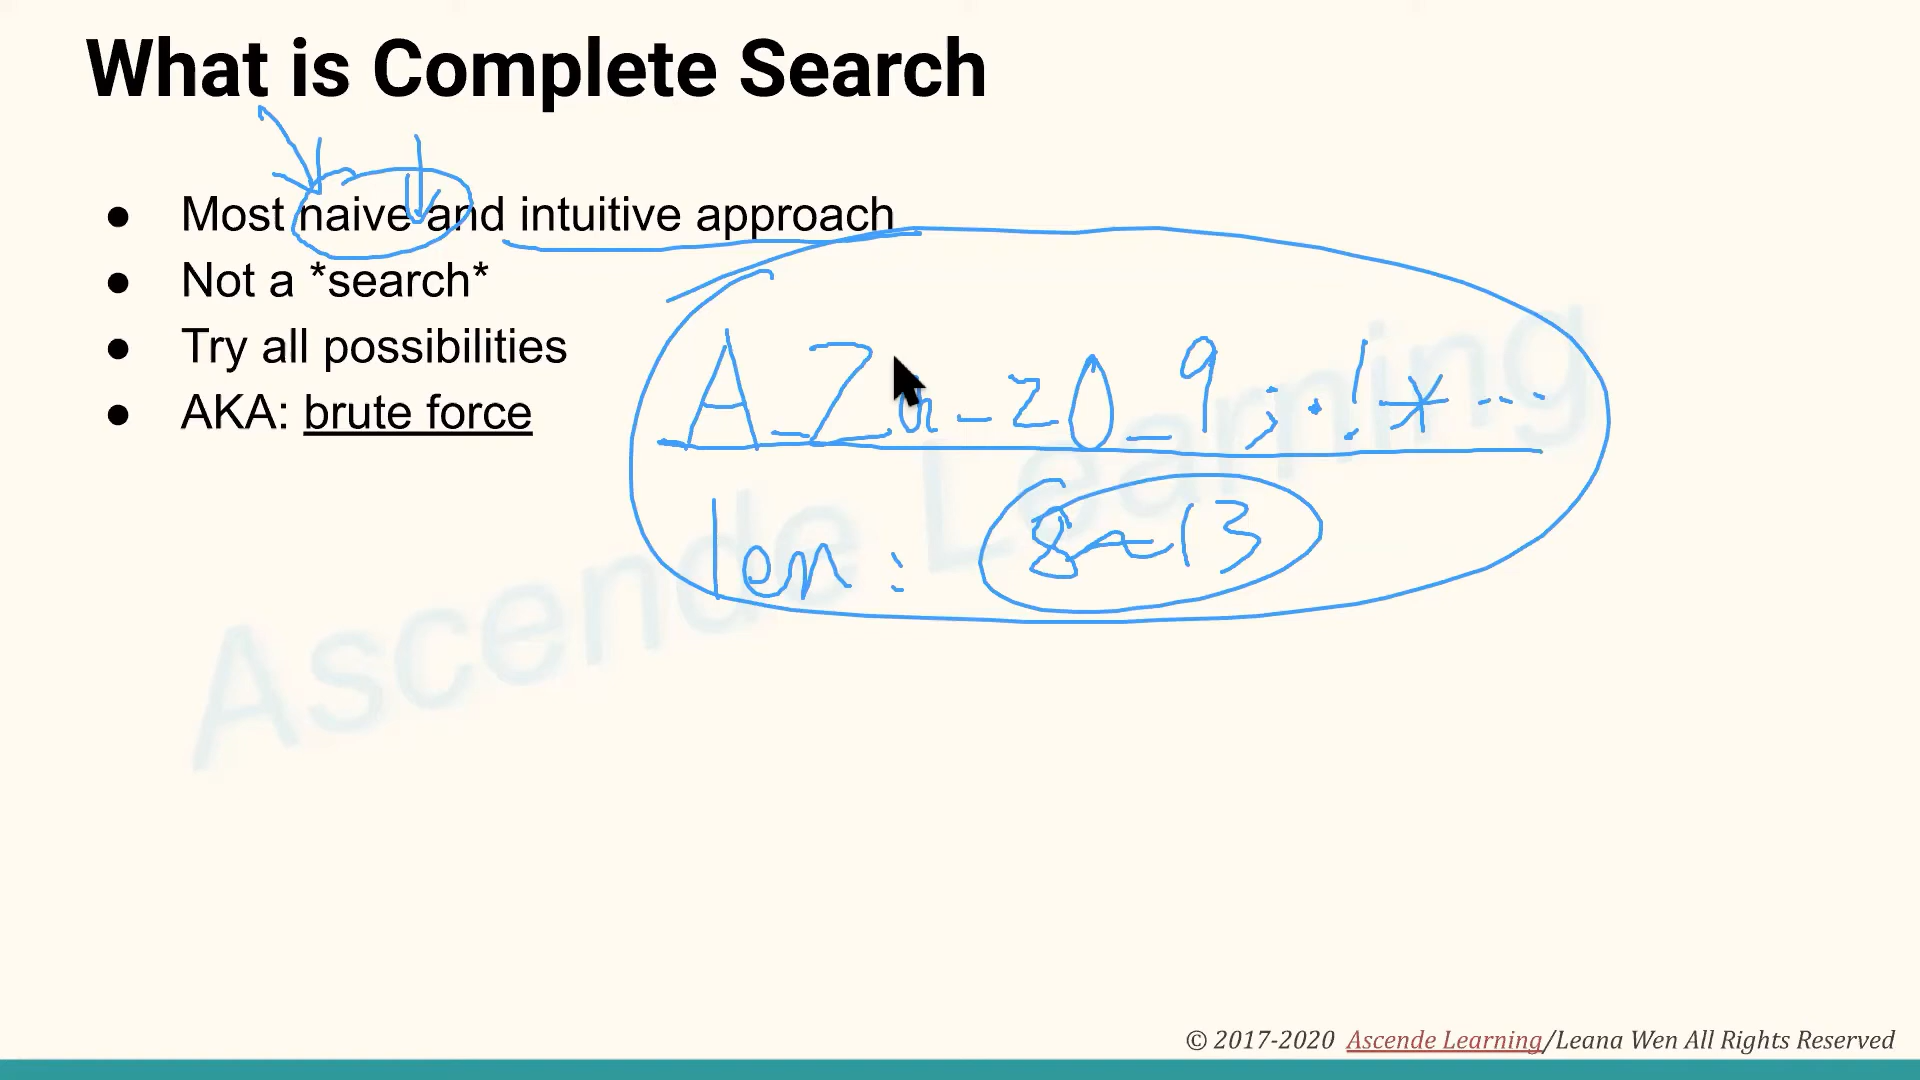 What is Complete Search
● Most naive and intuitive approach
● Not a *search*
● Try all possibilities
● AKA: brute force
A-Z a-z 0-9 ; . ! * ...
len : 8~13
Ascende Learning
© 2017-2020 Ascende Learning/Leana Wen All Rights Reserved